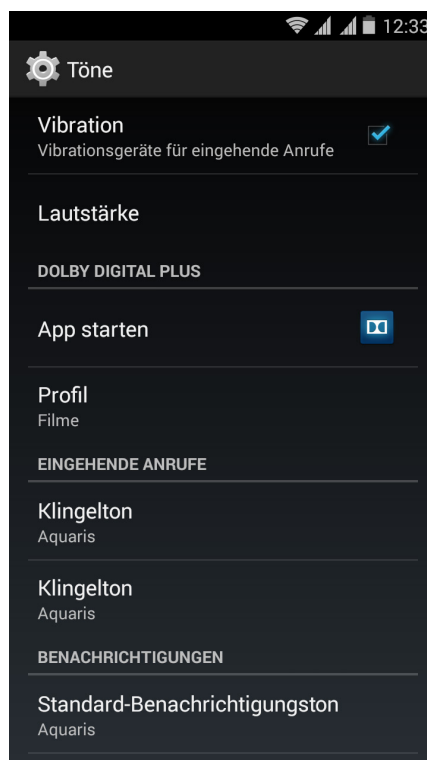 12:33
Töne
Vibration
Vibrationsgeräte für eingehende Anrufe
Lautstärke
DOLBY DIGITAL PLUS
App starten
Profil
Filme
EINGEHENDE ANRUFE
Klingelton
Aquaris
Klingelton
Aquaris
BENACHRICHTIGUNGEN
Standard-Benachrichtigungston
Aquaris